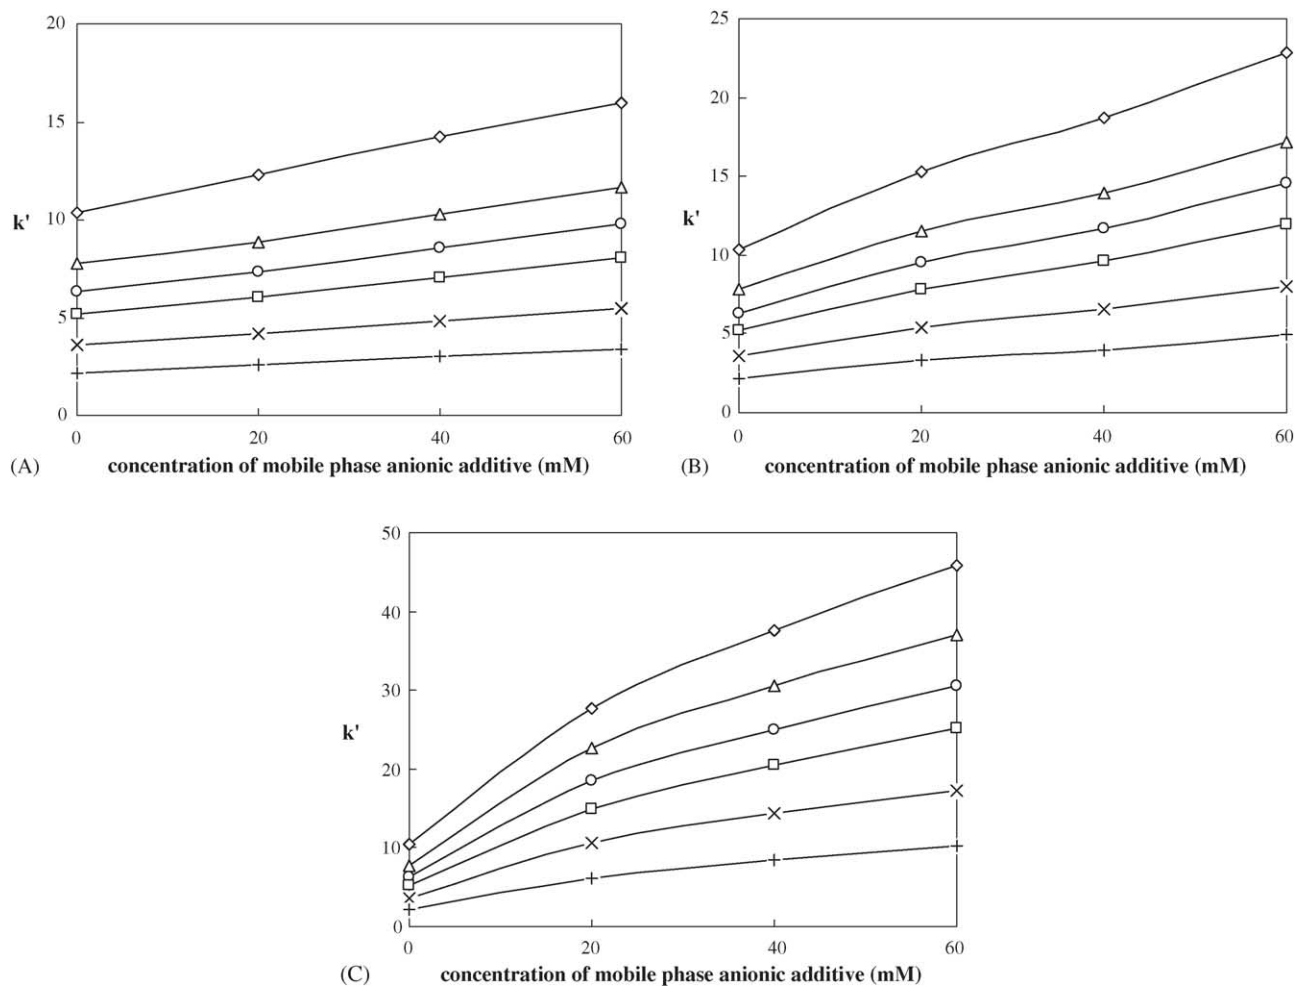 20
15
10
5
0
k'
0 20 40 60
(A) concentration of mobile phase anionic additive (mM)
25
20
15
10
5
0
k'
0 20 40 60
(B) concentration of mobile phase anionic additive (mM)
50
40
30
20
10
0
k'
0 20 40 60
(C) concentration of mobile phase anionic additive (mM)